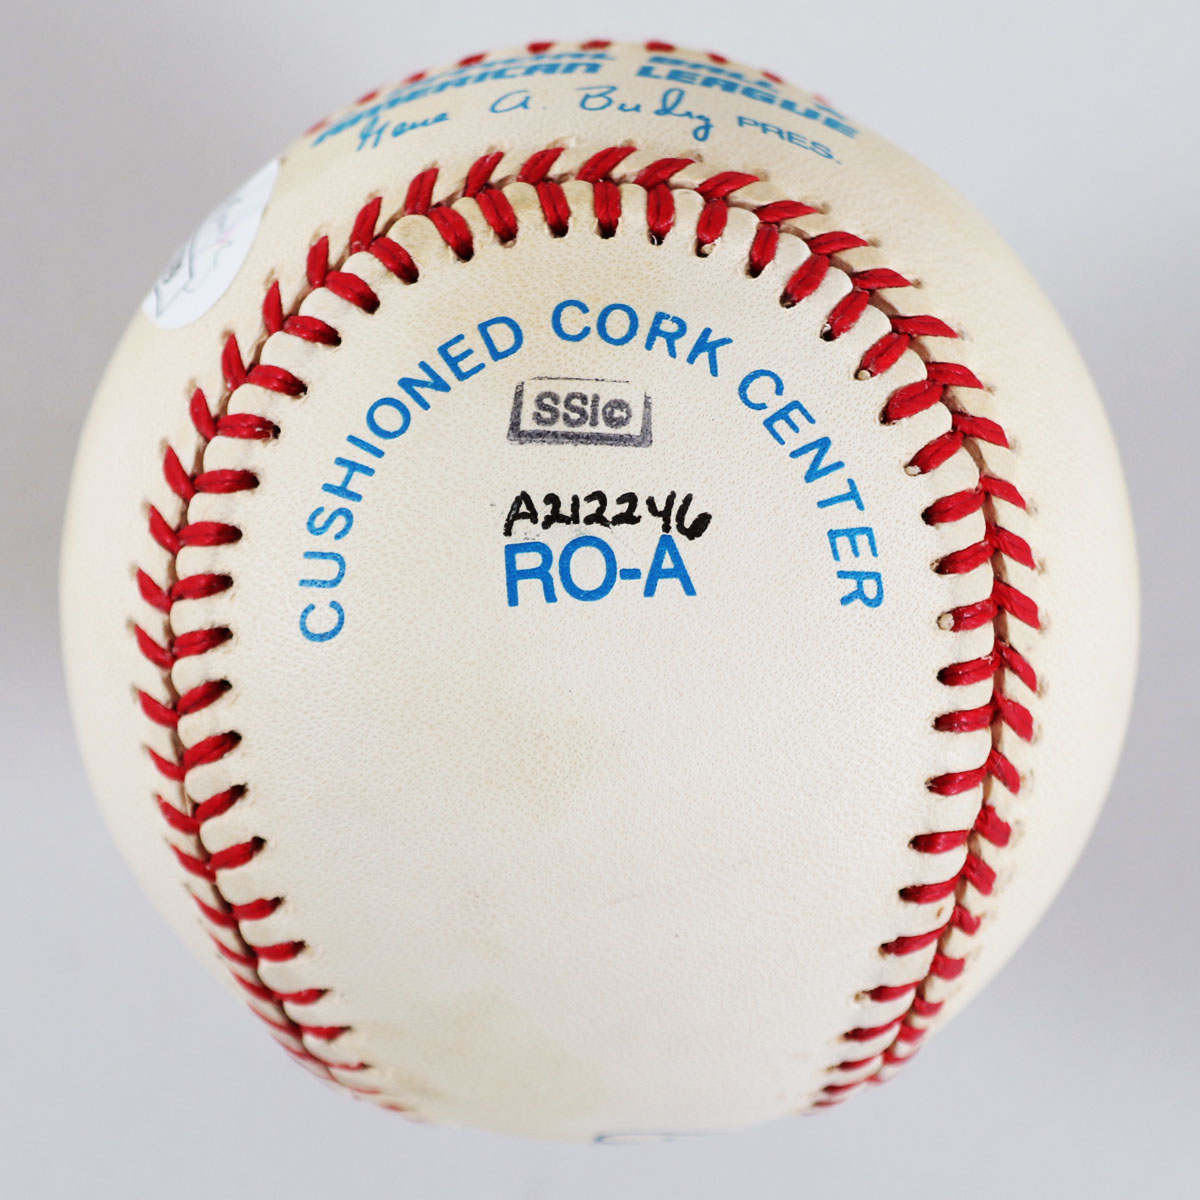 AMERICAN LEAGUE
Gene A. Budig PRES.
CUSHIONED CORK CENTER
SSI©
A212246
RO-A